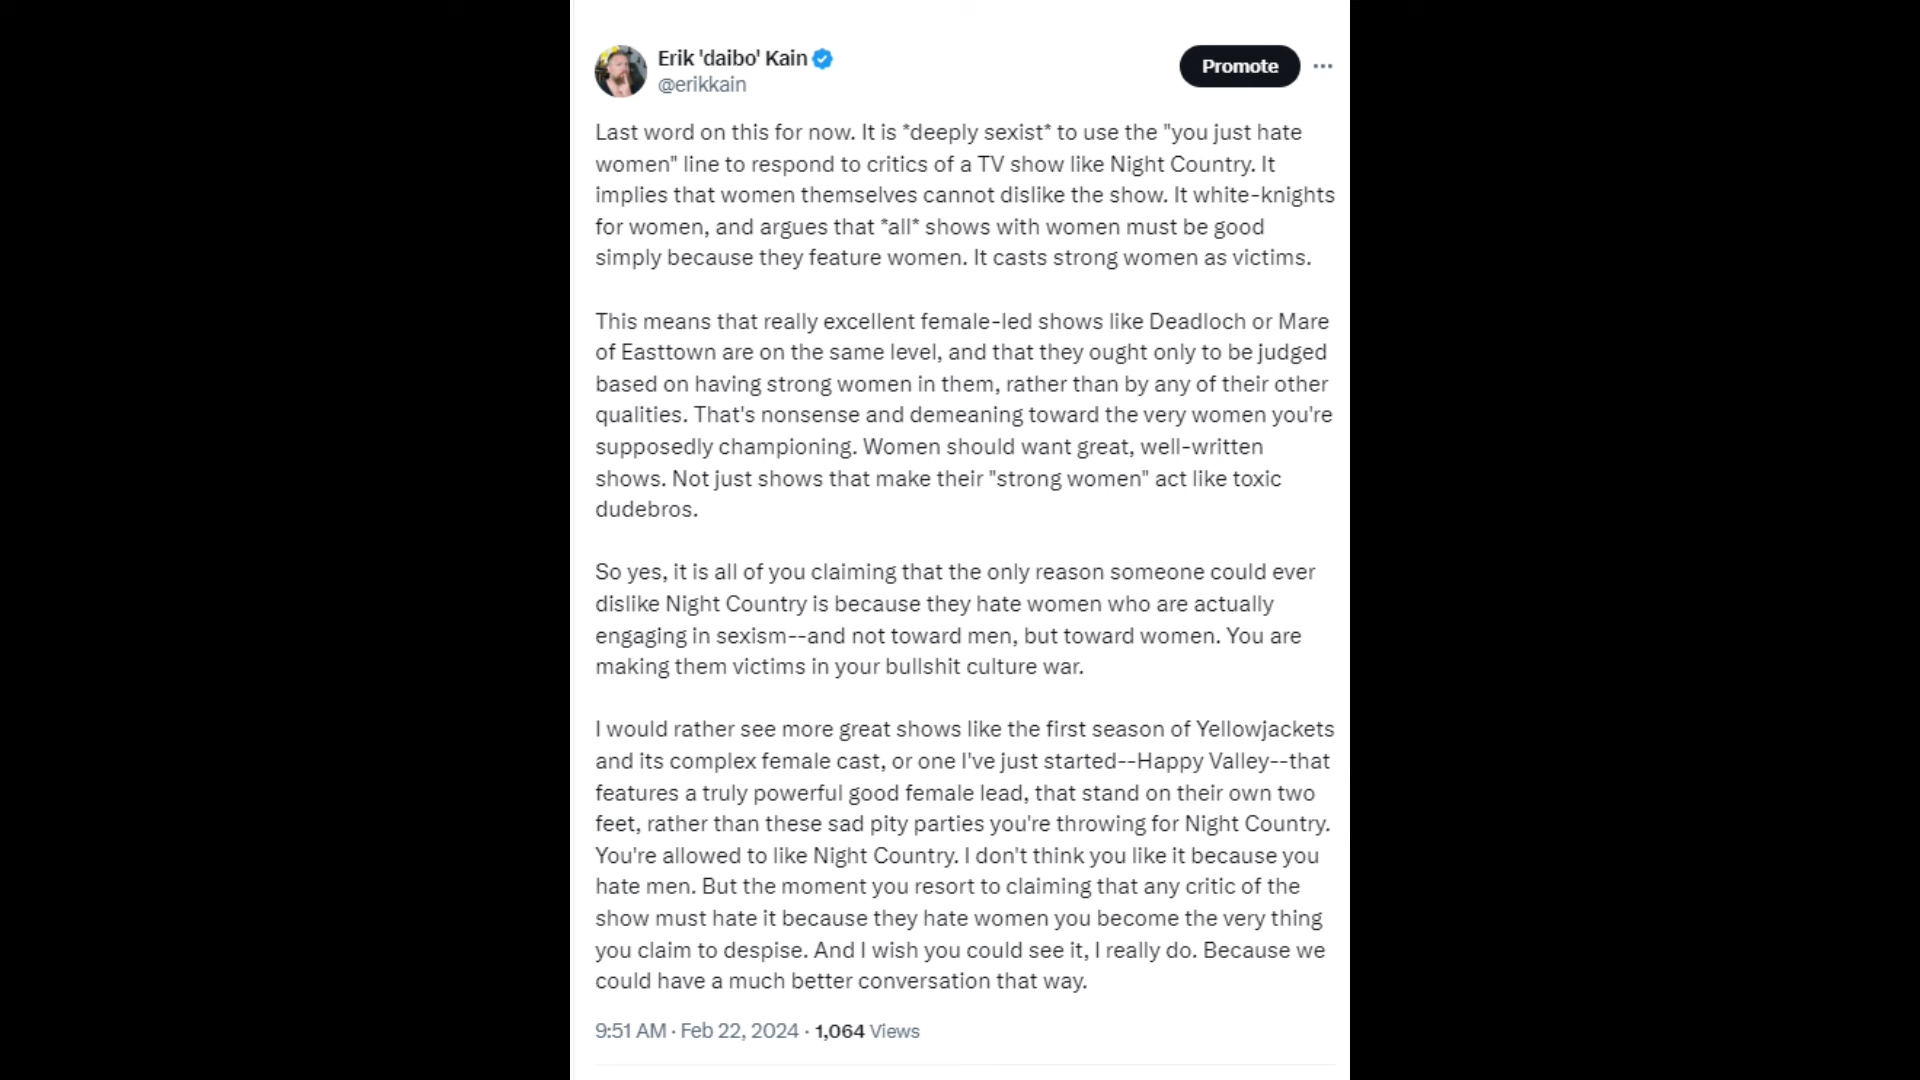 Erik 'daibo' Kain
Promote
@erikkain
Last word on this for now. It is *deeply sexist* to use the "you just hate
women" line to respond to critics of a TV show like Night Country. It
implies that women themselves cannot dislike the show. It white-knights
for women, and argues that *all* shows with women must be good
simply because they feature women. It casts strong women as victims.
This means that really excellent female-led shows like Deadloch or Mare
of Easttown are on the same level, and that they ought only to be judged
based on having strong women in them, rather than by any of their other
qualities. That's nonsense and demeaning toward the very women you're
supposedly championing. Women should want great, well-written
shows. Not just shows that make their "strong women" act like toxic
dudebros.
So yes, it is all of you claiming that the only reason someone could ever
dislike Night Country is because they hate women who are actually
engaging in sexism--and not toward men, but toward women. You are
making them victims in your bullshit culture war.
I would rather see more great shows like the first season of Yellowjackets
and its complex female cast, or one I've just started--Happy Valley--that
features a truly powerful good female lead, that stand on their own two
feet, rather than these sad pity parties you're throwing for Night Country.
You're allowed to like Night Country. I don't think you like it because you
hate men. But the moment you resort to claiming that any critic of the
show must hate it because they hate women you become the very thing
you claim to despise. And I wish you could see it, I really do. Because we
could have a much better conversation that way.
9:51 AM · Feb 22, 2024 · 1,064 Views